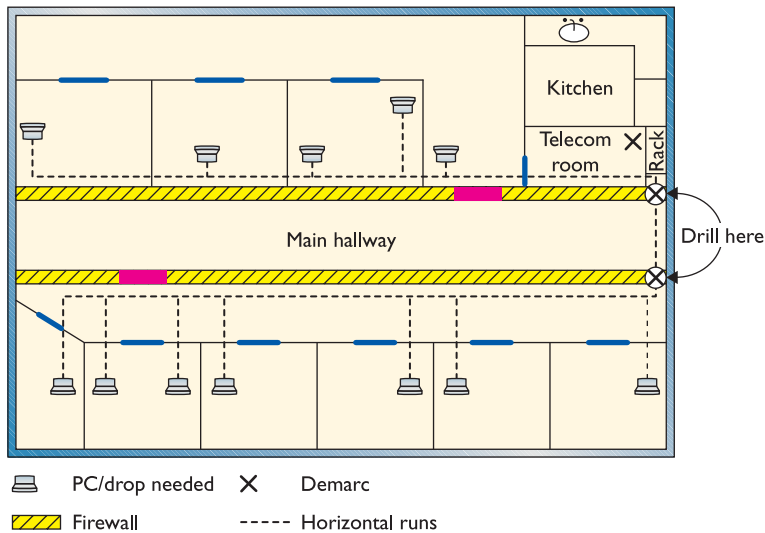 Kitchen
Telecom
room
Rack
Main hallway
Drill here
PC/drop needed
Demarc
Firewall
Horizontal runs